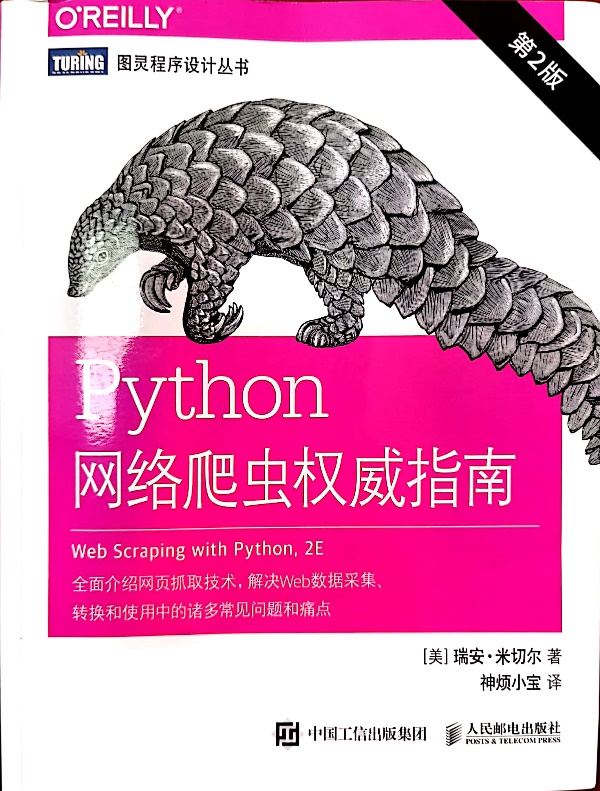 O'REILLY®
第2版
TURING 图灵程序设计丛书
Python
网络爬虫权威指南
Web Scraping with Python, 2E
全面介绍网页抓取技术，解决Web数据采集、
转换和使用中的诸多常见问题和痛点
[美] 瑞安·米切尔 著
神烦小宝 译
中国工信出版集团
人民邮电出版社
POSTS & TELECOM PRESS